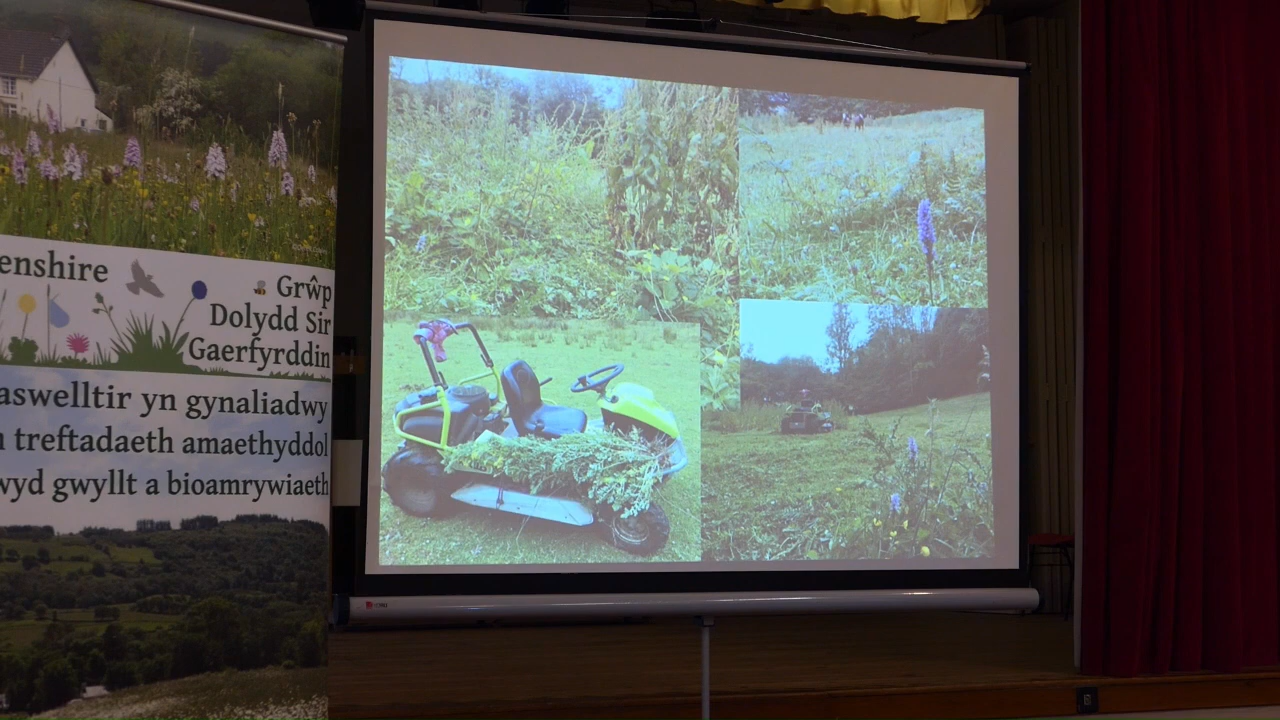 enshire
Grŵp
Dolydd Sir
Gaerfyrddin
aswelltir yn gynaliadwy
treftadaeth amaethyddol
wyd gwyllt a bioamrywiaeth